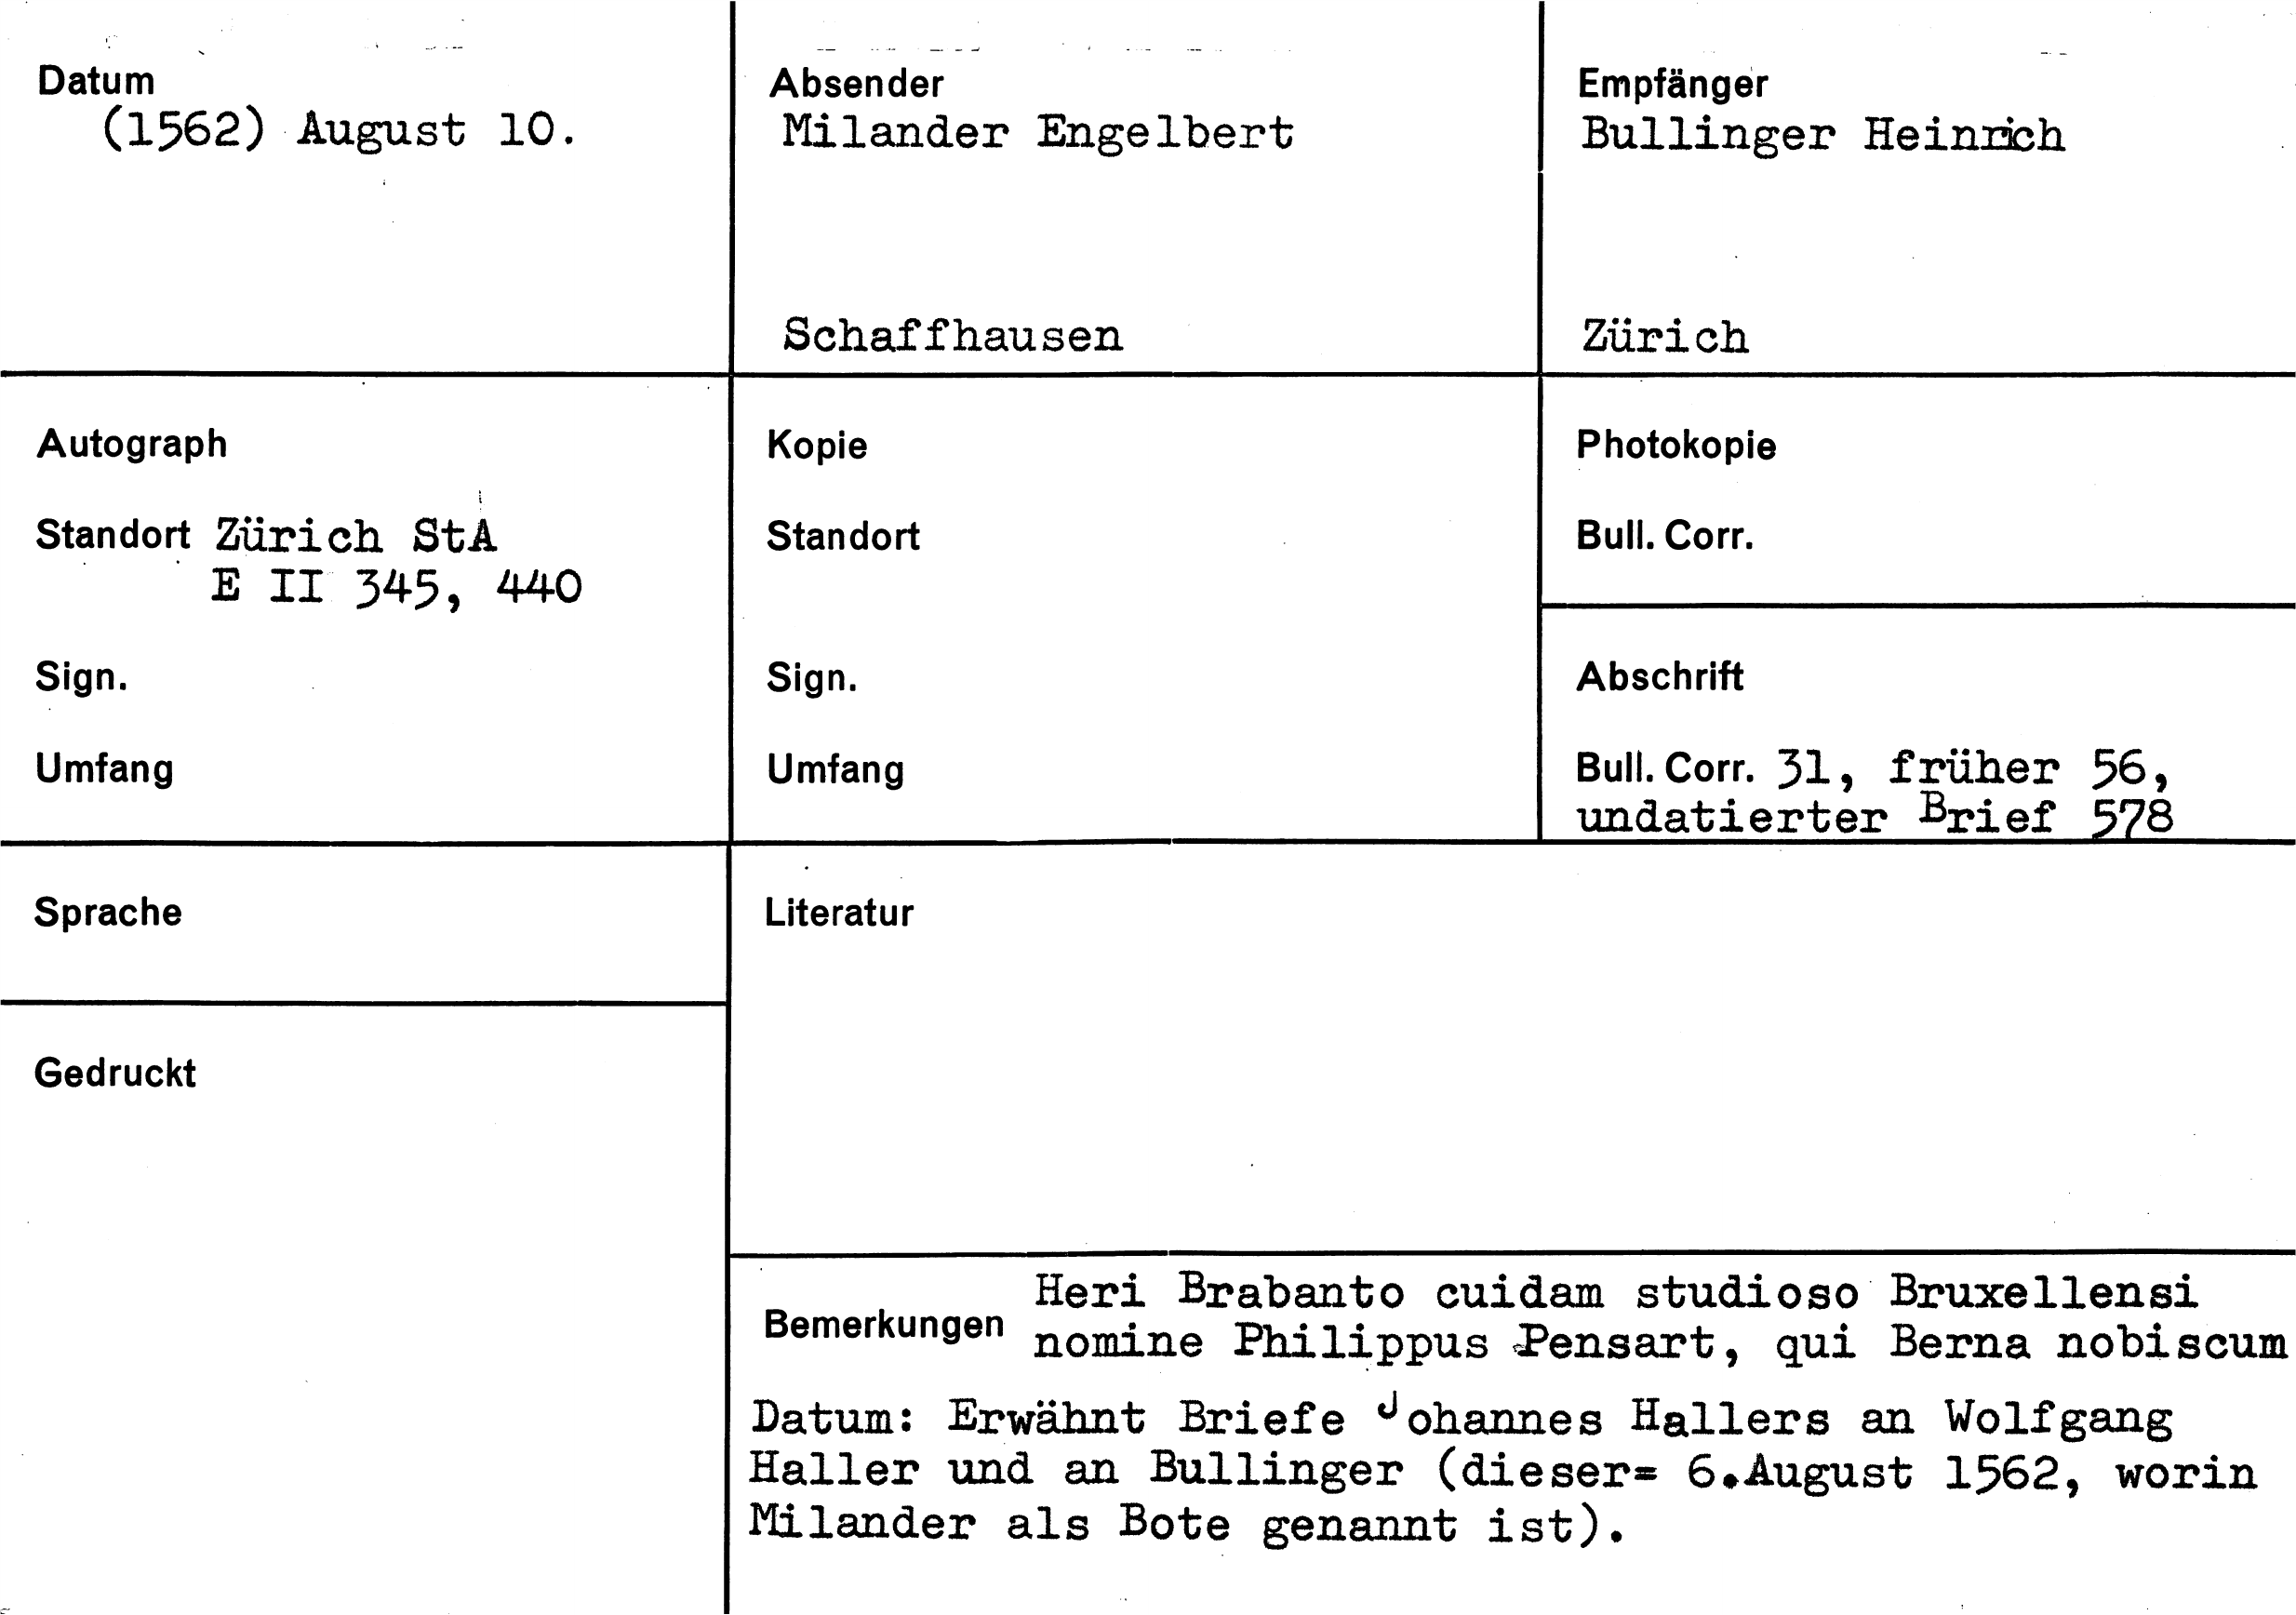 Datum
(1562) August 10.
Absender
Milander Engelbert
Schaffhausen
Empfänger
Bullinger Heinrich
Zürich
Autograph
Standort Zürich StA
E II 345, 440
Sign.
Umfang
Kopie
Standort
Sign.
Umfang
Photokopie
Bull. Corr.
Abschrift
Bull. Corr. 31, früher 56,
undatierter Brief 578
Sprache
Gedruckt
Literatur
Bemerkungen
Heri Brabanto cuidam studioso Bruxellensi
nomine Philippus Pensart, qui Berna nobiscum
Datum: Erwähnt Briefe Johannes Hallers an Wolfgang
Haller und an Bullinger (dieser= 6.August 1562, worin
Milander als Bote genannt ist).